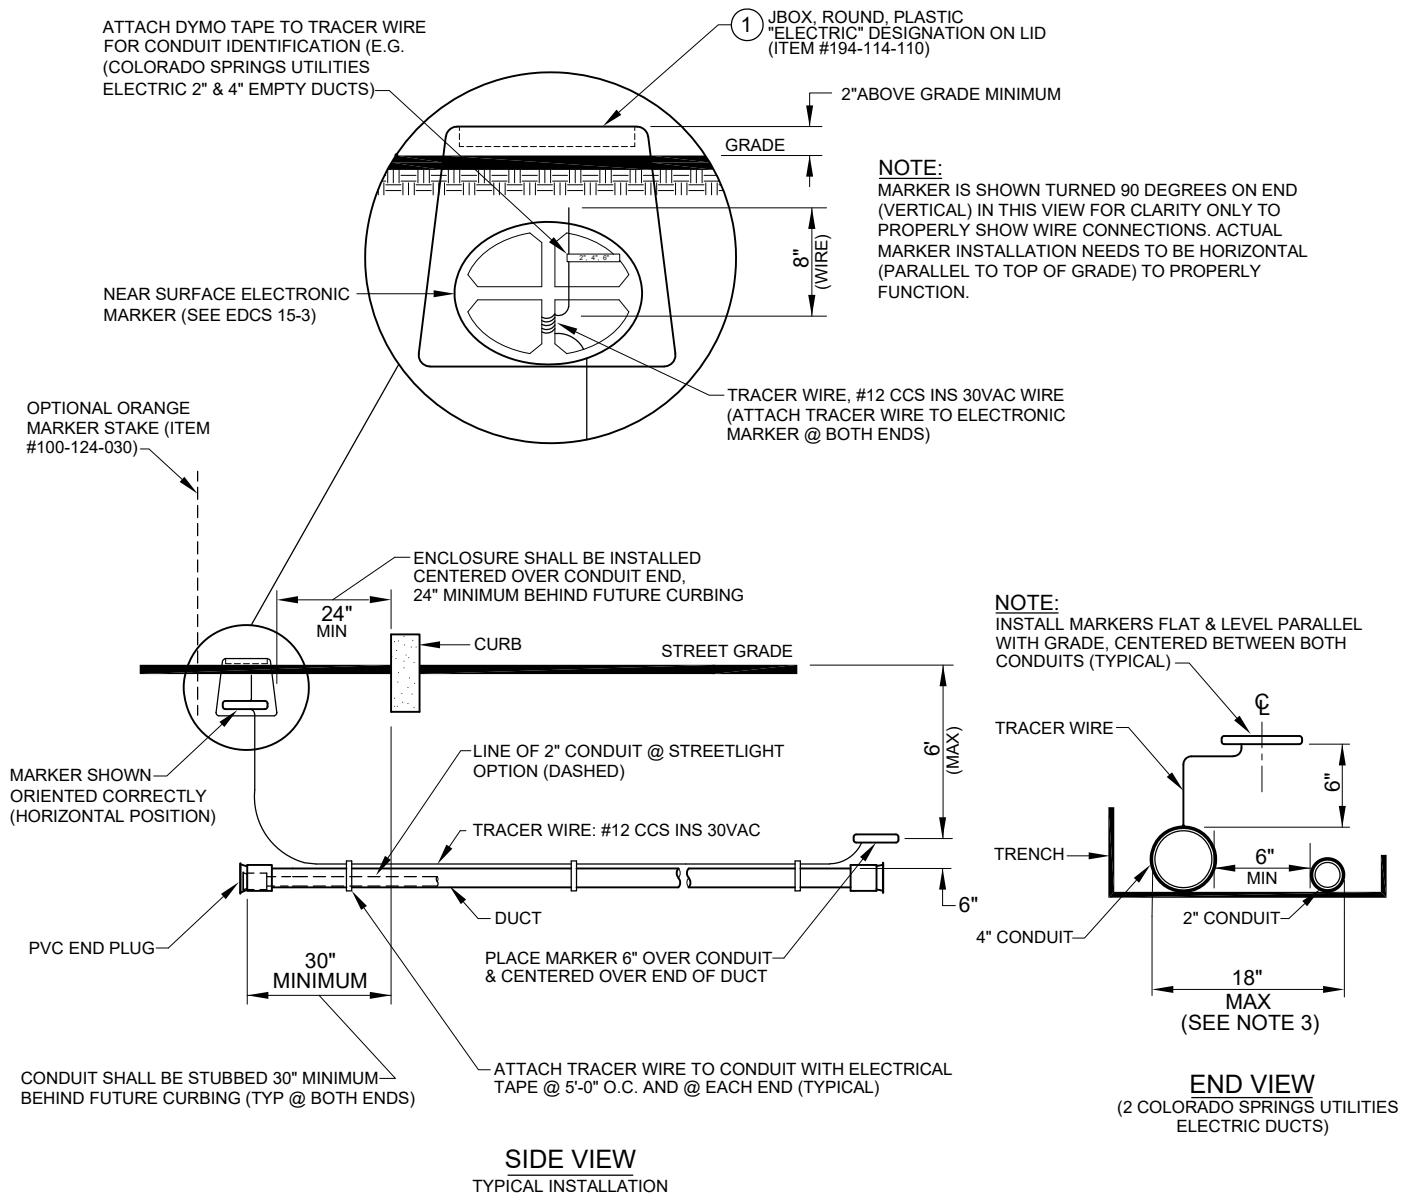 ATTACH DYMO TAPE TO TRACER WIRE
FOR CONDUIT IDENTIFICATION (E.G.
(COLORADO SPRINGS UTILITIES
ELECTRIC 2" & 4" EMPTY DUCTS)
1
JBOX, ROUND, PLASTIC
"ELECTRIC" DESIGNATION ON LID
(ITEM #194-114-110)
2"ABOVE GRADE MINIMUM
GRADE
NOTE:
MARKER IS SHOWN TURNED 90 DEGREES ON END
(VERTICAL) IN THIS VIEW FOR CLARITY ONLY TO
PROPERLY SHOW WIRE CONNECTIONS. ACTUAL
MARKER INSTALLATION NEEDS TO BE HORIZONTAL
(PARALLEL TO TOP OF GRADE) TO PROPERLY
FUNCTION.
2", 4", 6"
8"
(WIRE)
NEAR SURFACE ELECTRONIC
MARKER (SEE EDCS 15-3)
TRACER WIRE, #12 CCS INS 30VAC WIRE
(ATTACH TRACER WIRE TO ELECTRONIC
MARKER @ BOTH ENDS)
OPTIONAL ORANGE
MARKER STAKE (ITEM
#100-124-030)
ENCLOSURE SHALL BE INSTALLED
CENTERED OVER CONDUIT END,
24" MINIMUM BEHIND FUTURE CURBING
24"
MIN
CURB
STREET GRADE
6'
(MAX)
MARKER SHOWN
ORIENTED CORRECTLY
(HORIZONTAL POSITION)
LINE OF 2" CONDUIT @ STREETLIGHT
OPTION (DASHED)
TRACER WIRE: #12 CCS INS 30VAC
DUCT
6"
PVC END PLUG
30"
MINIMUM
PLACE MARKER 6" OVER CONDUIT
& CENTERED OVER END OF DUCT
CONDUIT SHALL BE STUBBED 30" MINIMUM
BEHIND FUTURE CURBING (TYP @ BOTH ENDS)
ATTACH TRACER WIRE TO CONDUIT WITH ELECTRICAL
TAPE @ 5'-0" O.C. AND @ EACH END (TYPICAL)
SIDE VIEW
TYPICAL INSTALLATION
NOTE:
INSTALL MARKERS FLAT & LEVEL PARALLEL
WITH GRADE, CENTERED BETWEEN BOTH
CONDUITS (TYPICAL)
℄
TRACER WIRE
6"
TRENCH
6"
MIN
2" CONDUIT
4" CONDUIT
18"
MAX
(SEE NOTE 3)
END VIEW
(2 COLORADO SPRINGS UTILITIES
ELECTRIC DUCTS)